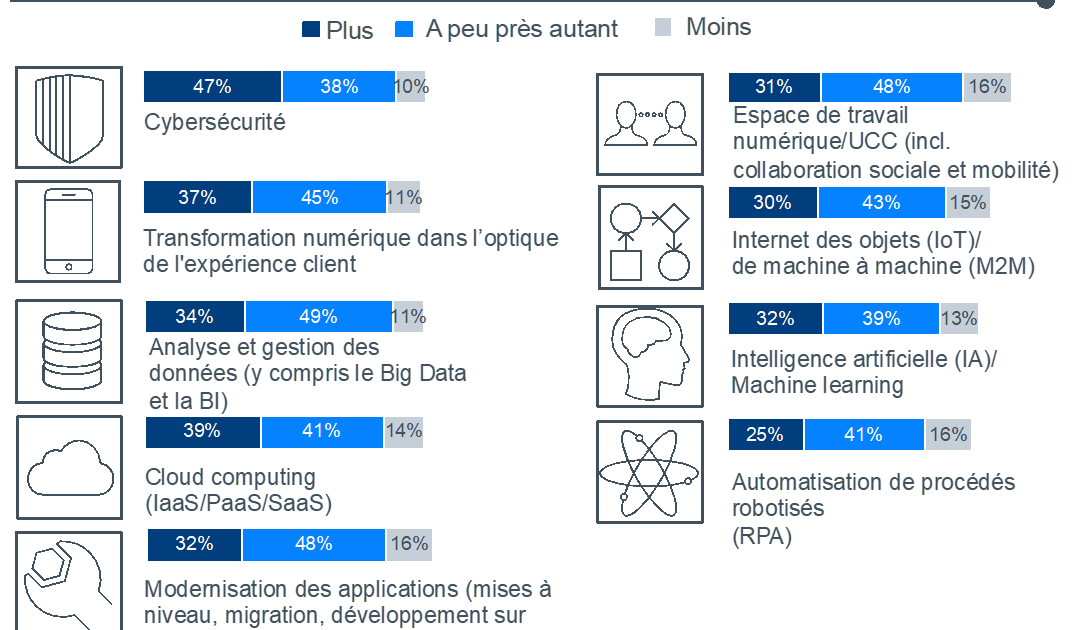 Plus A peu près autant Moins
47% 38% 10%
Cybersécurité
37% 45% 11%
Transformation numérique dans l’optique
de l'expérience client
34% 49% 11%
Analyse et gestion des
données (y compris le Big Data
et la BI)
39% 41% 14%
Cloud computing
(IaaS/PaaS/SaaS)
32% 48% 16%
Modernisation des applications (mises à
niveau, migration, développement sur
31% 48% 16%
Espace de travail
numérique/UCC (incl.
collaboration sociale et mobilité)
30% 43% 15%
Internet des objets (IoT)/
de machine à machine (M2M)
32% 39% 13%
Intelligence artificielle (IA)/
Machine learning
25% 41% 16%
Automatisation de procédés
robotisés
(RPA)